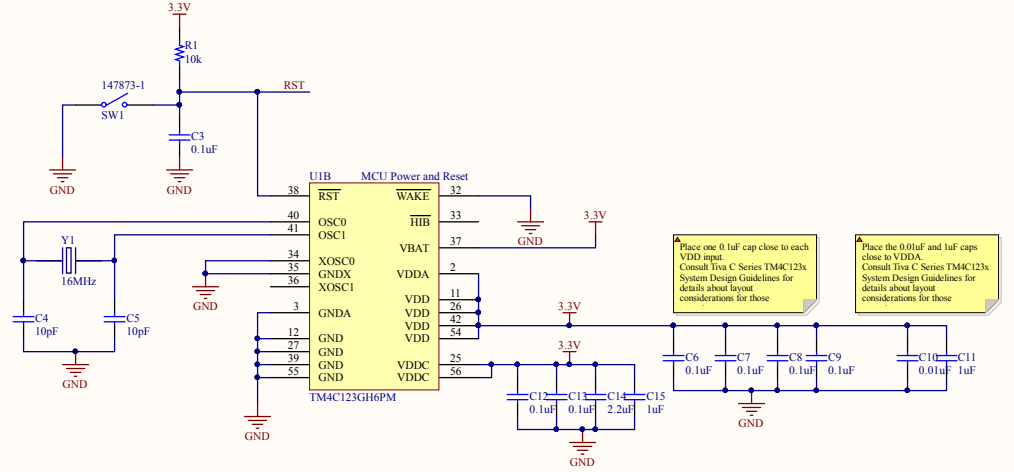 3.3V
R1
10k
147873-1
RST
SW1
C3
0.1uF
GND
GND
U1B
MCU Power and Reset
38
RST
WAKE
32
40
OSC0
HIB
33
41
OSC1
GND
3.3V
VBAT
37
Y1
16MHz
34
XOSC0
35
GNDX
36
XOSC1
VDDA
2
GND
VDD
11
VDD
26
VDD
42
VDD
54
3
GNDA
12
GND
27
GND
39
GND
55
GND
VDDC
25
VDDC
56
TM4C123GH6PM
GND
C4
10pF
C5
10pF
GND
3.3V
3.3V
Place one 0.1uF cap close to each
VDD input.
Consult Tiva C Series TM4C123x
System Design Guidelines for
details about layout
considerations for those
Place the 0.01uF and 1uF caps
close to VDDA.
Consult Tiva C Series TM4C123x
System Design Guidelines for
details about layout
considerations for those
C6
0.1uF
C7
0.1uF
C8
0.1uF
C9
0.1uF
C10
0.01uF
C11
1uF
GND
C12
0.1uF
C13
0.1uF
C14
2.2uF
C15
1uF
GND